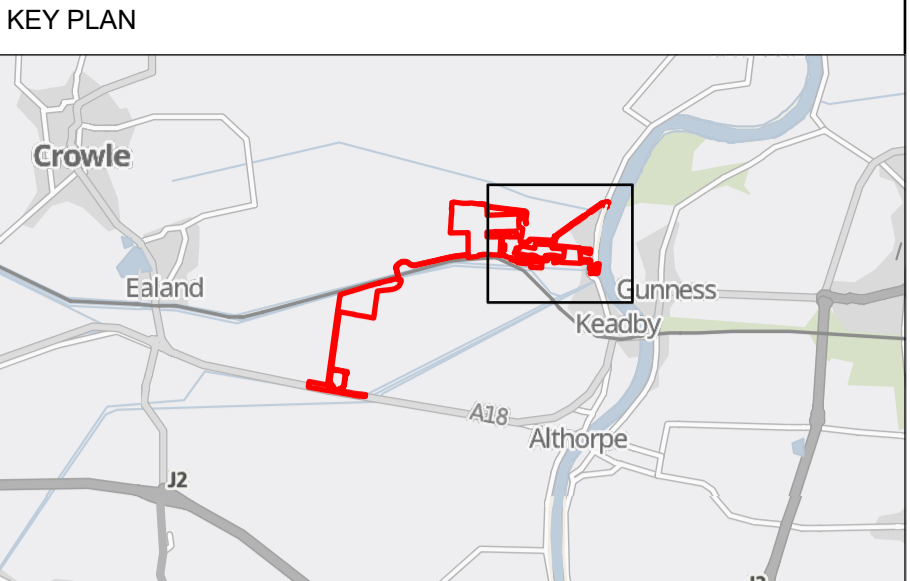 KEY PLAN
Crowle
Ealand
Gunness
Keadby
A18
Althorpe
J2